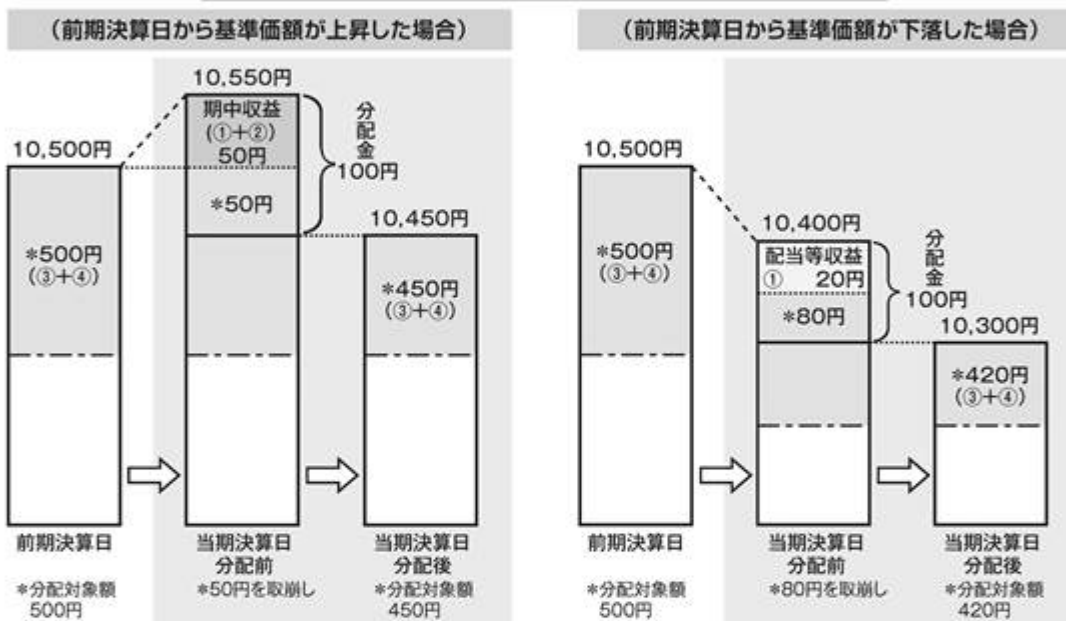 (前期決算日から基準価額が上昇した場合)
10,500円
*500円
(③+④)
10,550円
期中収益
(①+②)
50円
*50円
分配金
100円
10,450円
*450円
(③+④)
前期決算日
*分配対象額
500円
当期決算日
分配前
*50円を取崩し
当期決算日
分配後
*分配対象額
450円
(前期決算日から基準価額が下落した場合)
10,500円
*500円
(③+④)
10,400円
配当等収益
① 20円
*80円
分配金
100円
10,300円
*420円
(③+④)
前期決算日
*分配対象額
500円
当期決算日
分配前
*80円を取崩し
当期決算日
分配後
*分配対象額
420円